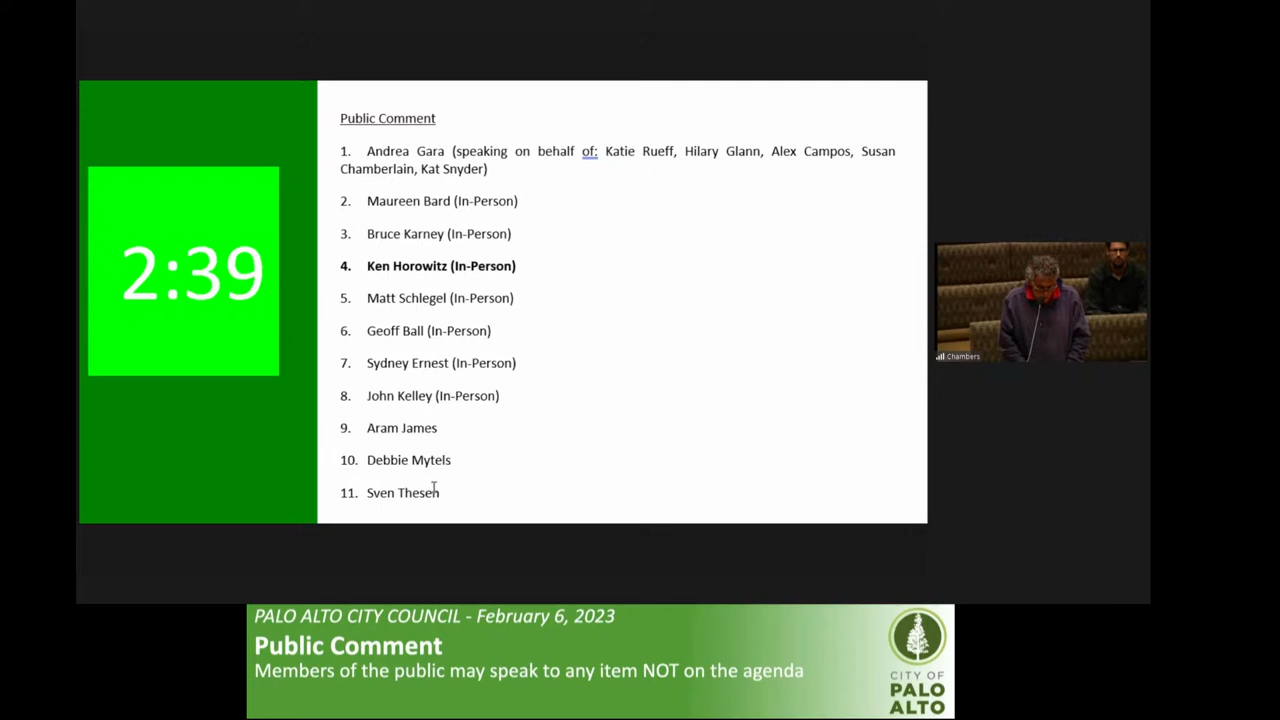 2:39
Public Comment
1. Andrea Gara (speaking on behalf of: Katie Rueff, Hilary Glann, Alex Campos, Susan
Chamberlain, Kat Snyder)
2. Maureen Bard (In-Person)
3. Bruce Karney (In-Person)
4. Ken Horowitz (In-Person)
5. Matt Schlegel (In-Person)
6. Geoff Ball (In-Person)
7. Sydney Ernest (In-Person)
8. John Kelley (In-Person)
9. Aram James
10. Debbie Mytels
11. Sven Thesen
Chambers
PALO ALTO CITY COUNCIL - February 6, 2023
Public Comment
Members of the public may speak to any item NOT on the agenda
CITY OF
PALO
ALTO